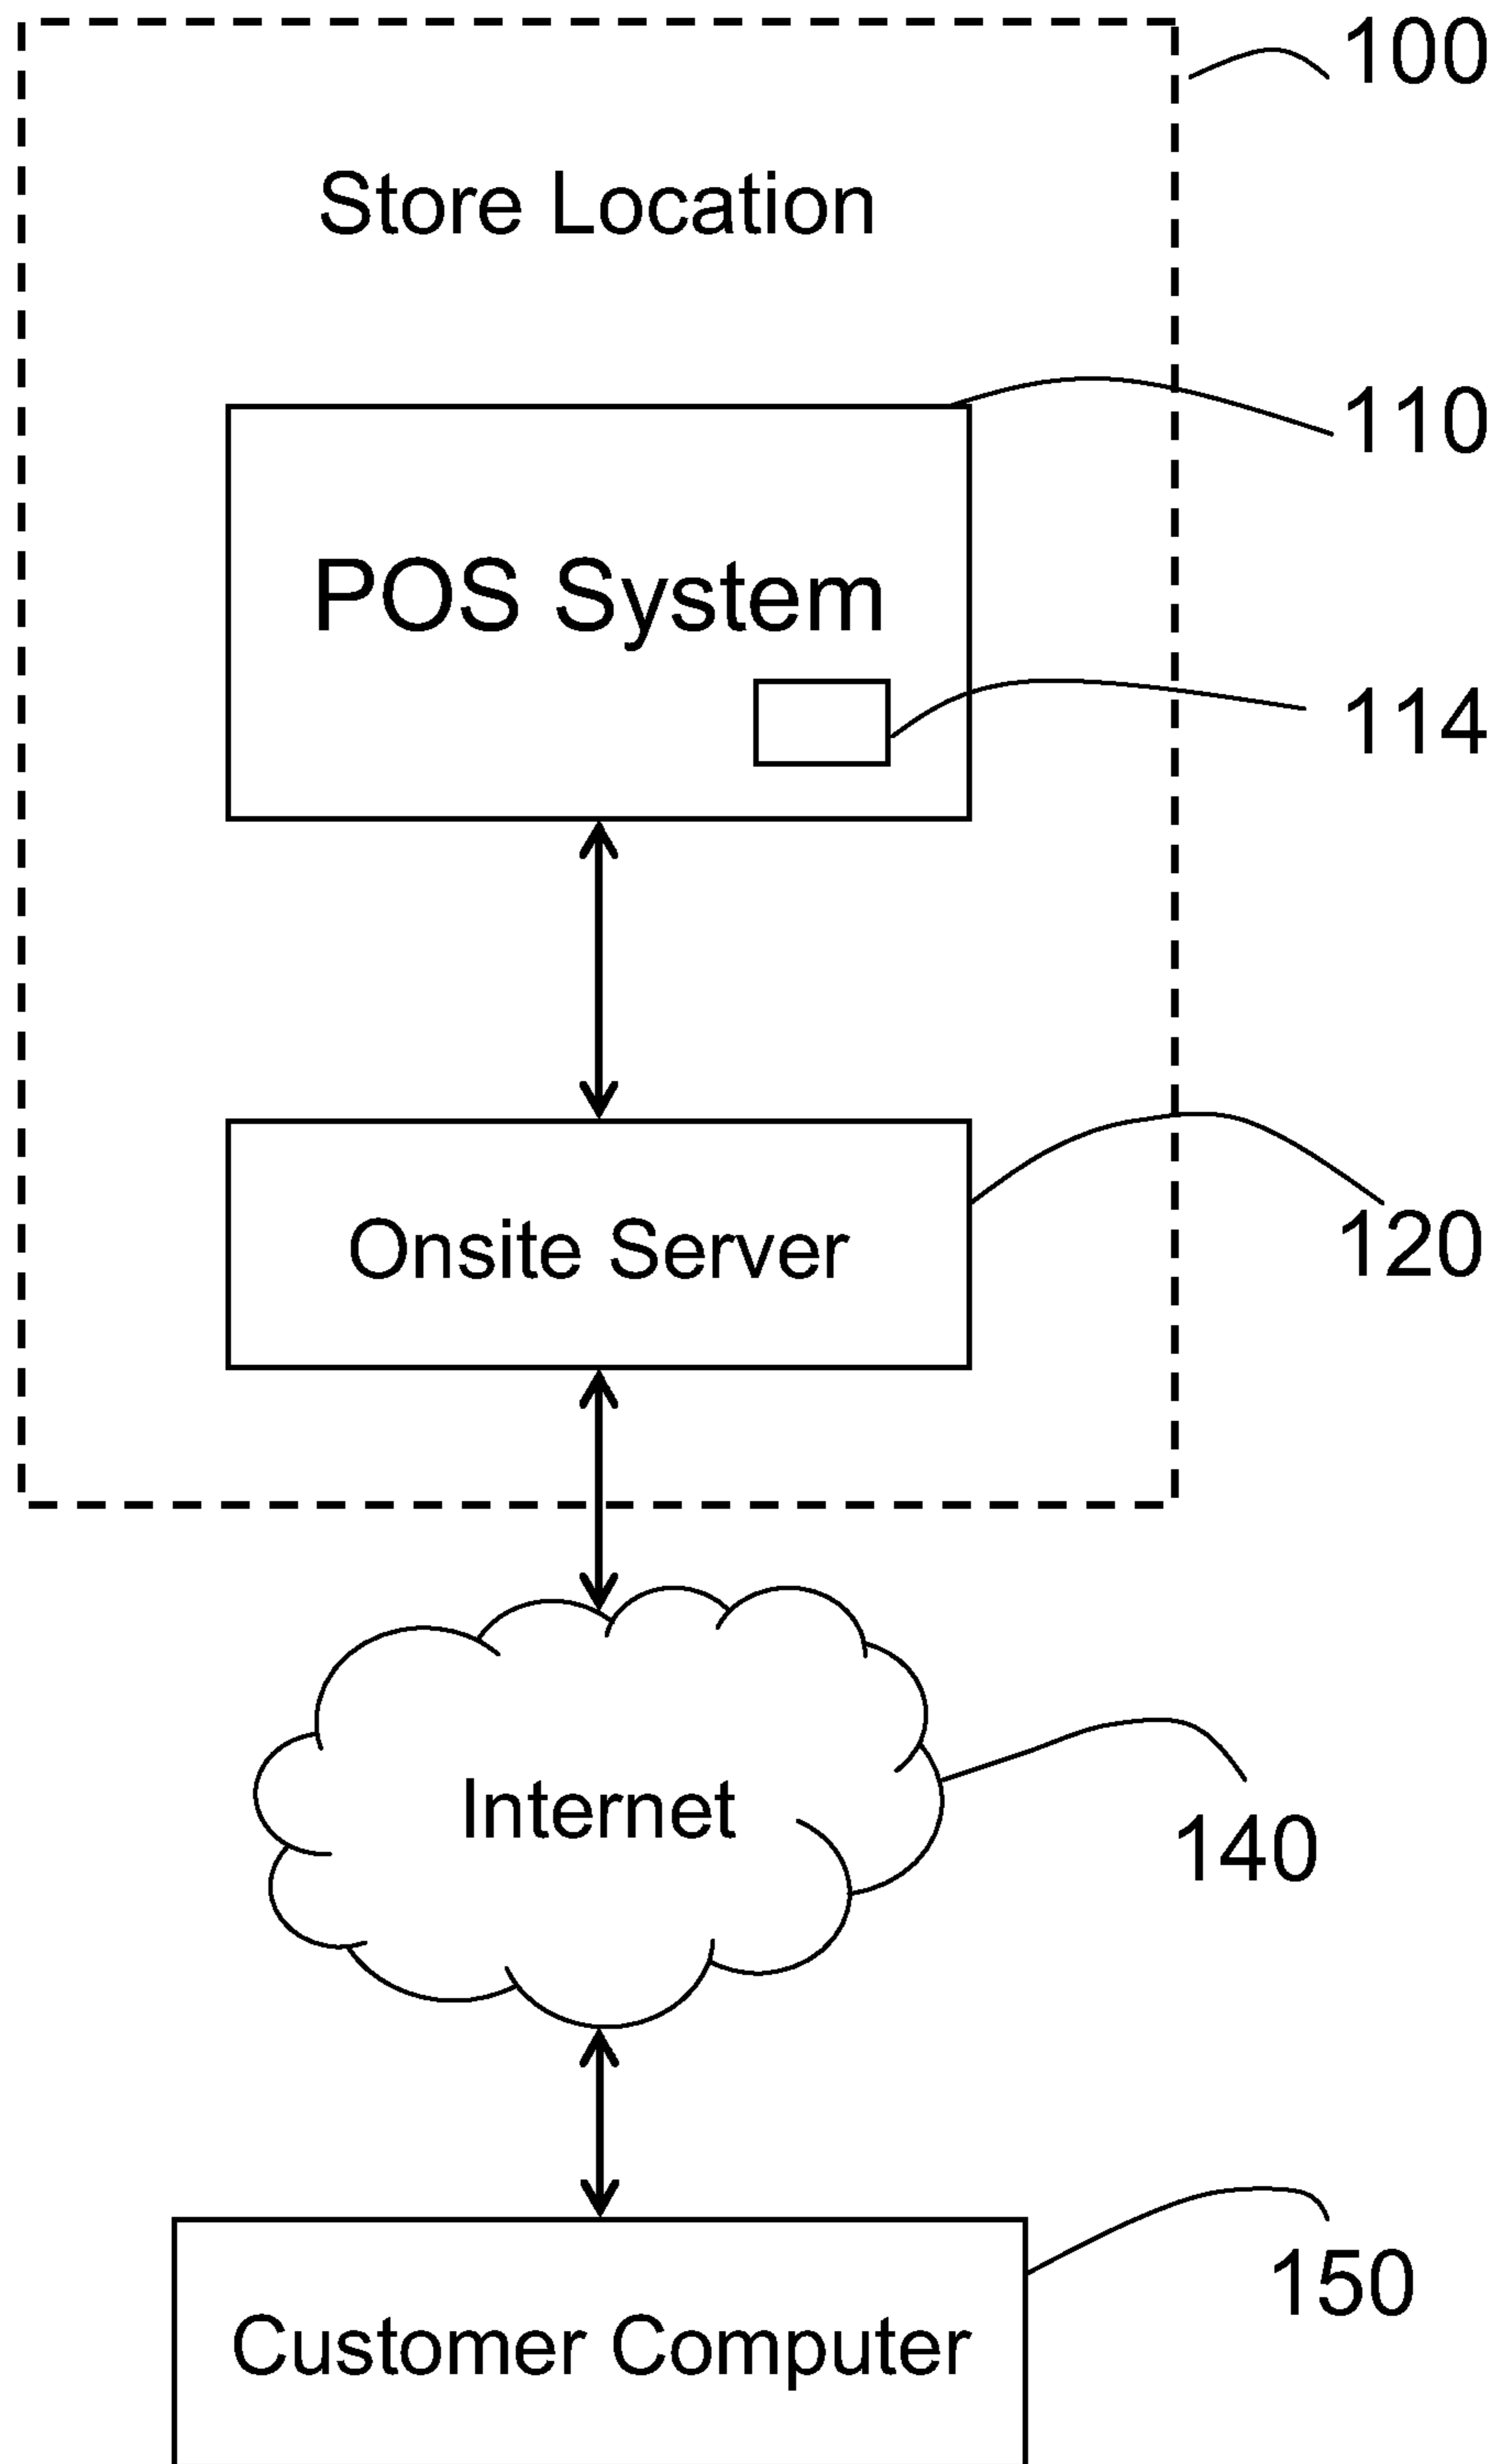 100
Store Location
110
POS System
114
Onsite Server
120
Internet
140
150
Customer Computer